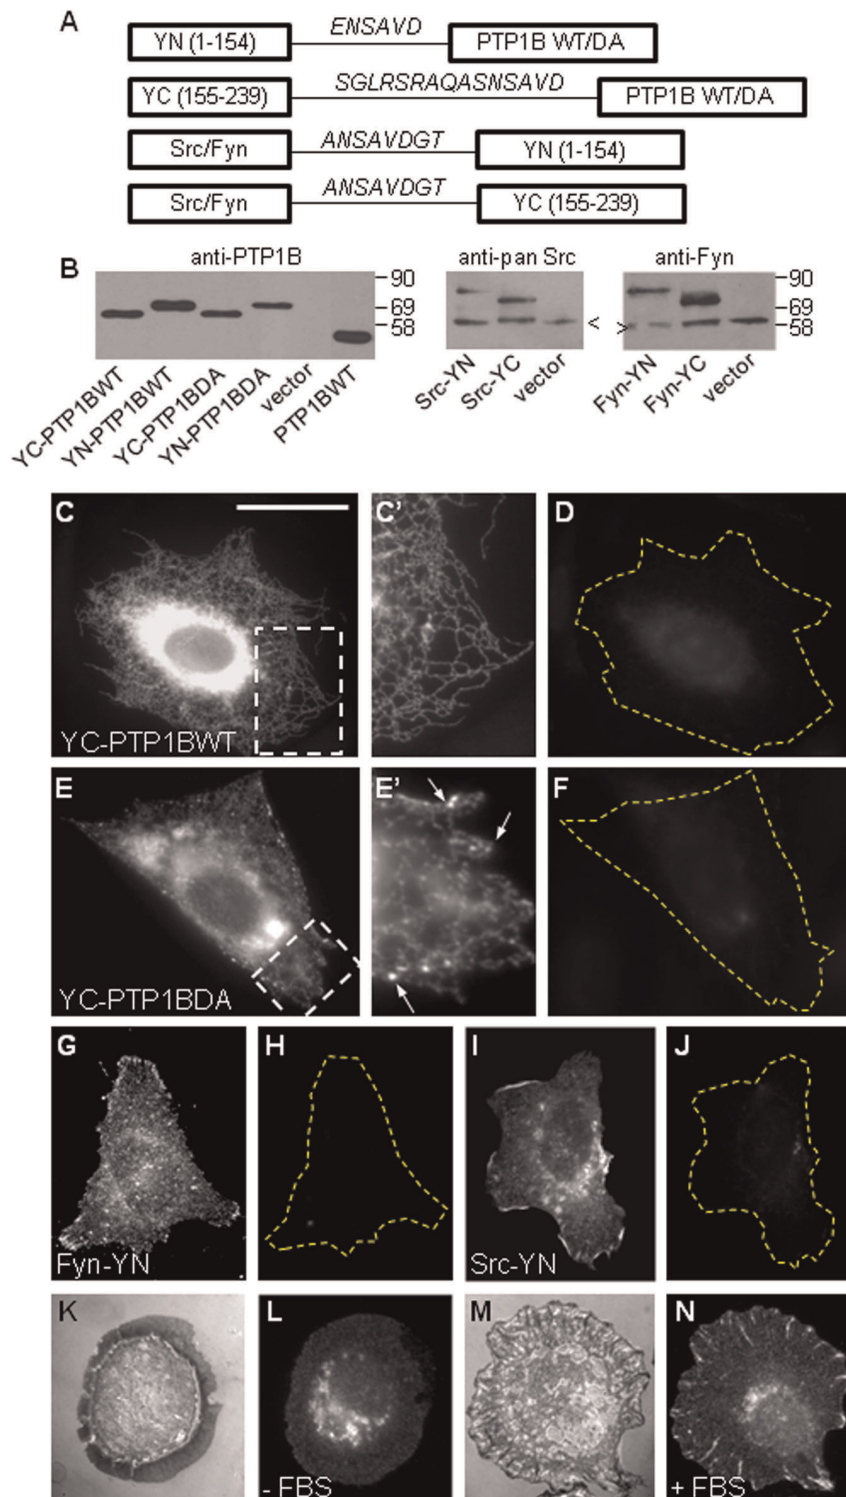 A
YN (1-154) ENSAVD PTP1B WT/DA
YC (155-239) SGLRSRAQASNSAVD PTP1B WT/DA
Src/Fyn ANSAVDGT YN (1-154)
Src/Fyn ANSAVDGT YC (155-239)
B
anti-PTP1B anti-pan Src anti-Fyn
90
69
58
<
>
90
69
58
YC-PTP1BWT
YN-PTP1BWT
YC-PTP1BDA
YN-PTP1BDA
vector
PTP1BWT
Src-YN
Src-YC
vector
Fyn-YN
Fyn-YC
vector
C
YC-PTP1BWT
C'
D
E
YC-PTP1BDA
E'
F
G
Fyn-YN
H
I
Src-YN
J
K
L
- FBS
M
N
+ FBS